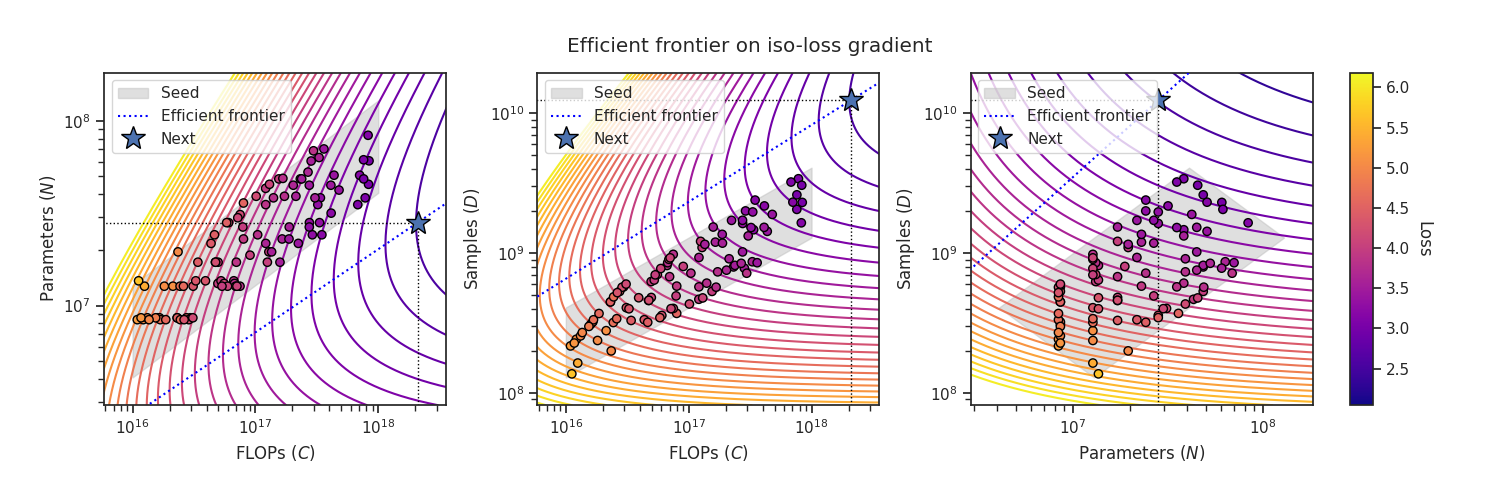 Efficient frontier on iso-loss gradient
Seed
Efficient frontier
Next
10^8
10^7
Parameters (N)
10^16
10^17
10^18
FLOPs (C)
Seed
Efficient frontier
Next
10^10
10^9
10^8
Samples (D)
10^16
10^17
10^18
FLOPs (C)
Seed
Efficient frontier
Next
10^10
10^9
10^8
Samples (D)
10^7
10^8
Parameters (N)
6.0
5.5
5.0
4.5
4.0
3.5
3.0
2.5
Loss